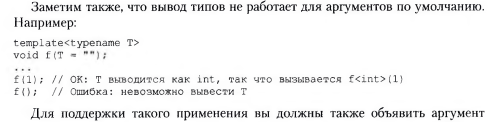 Заметим также, что вывод типов не работает для аргументов по умолчанию.
Например:
template<typename T>
void f(T = "");
...
f(1); // OK: T выводится как int, так что вызывается f<int>(1)
f(); // Ошибка: невозможно вывести T
Для поддержки такого применения вы должны также объявить аргумент